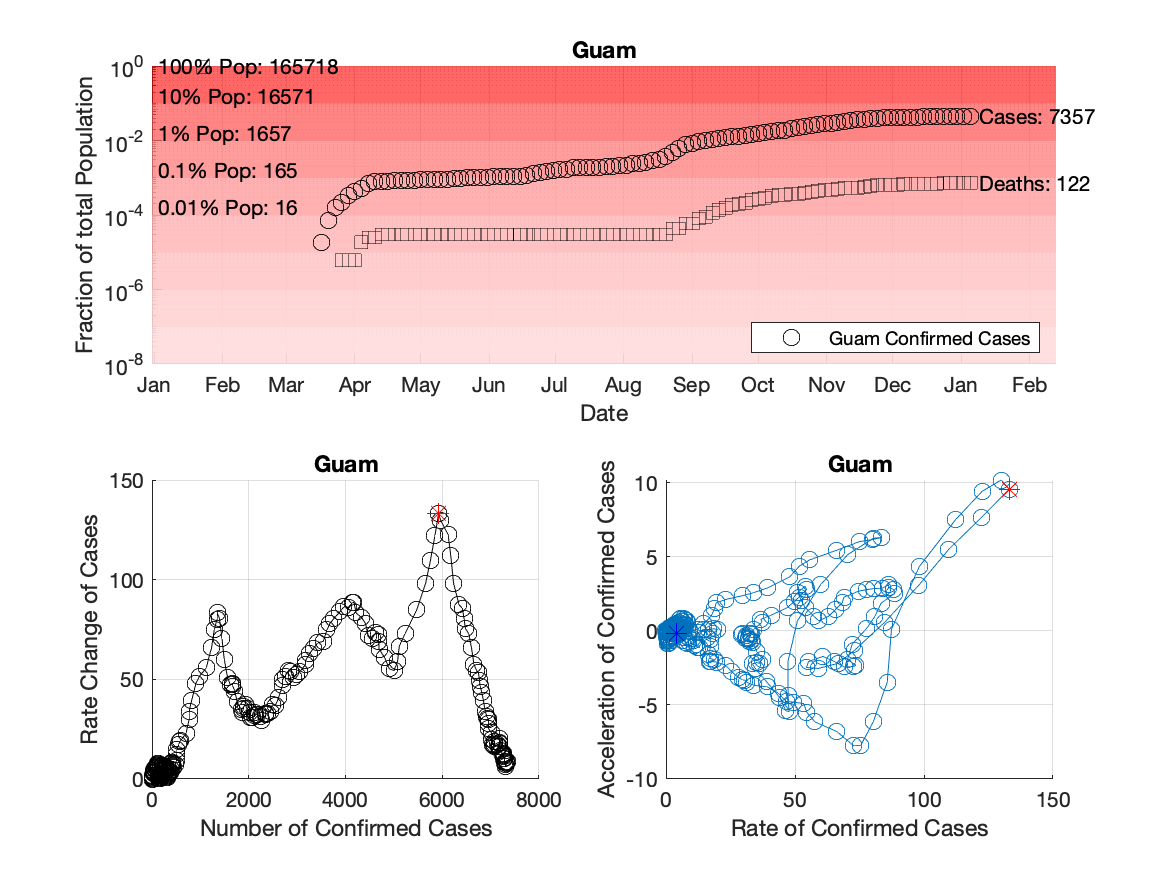 Guam
Fraction of total Population
10^0
10^-2
10^-4
10^-6
10^-8
100% Pop: 165718
10% Pop: 16571
1% Pop: 1657
0.1% Pop: 165
0.01% Pop: 16
Cases: 7357
Deaths: 122
Guam Confirmed Cases
Jan Feb Mar Apr May Jun Jul Aug Sep Oct Nov Dec Jan Feb
Date
Guam
Rate Change of Cases
150
100
50
0
0 2000 4000 6000 8000
Number of Confirmed Cases
Guam
Acceleration of Confirmed Cases
10
5
0
-5
-10
0 50 100 150
Rate of Confirmed Cases